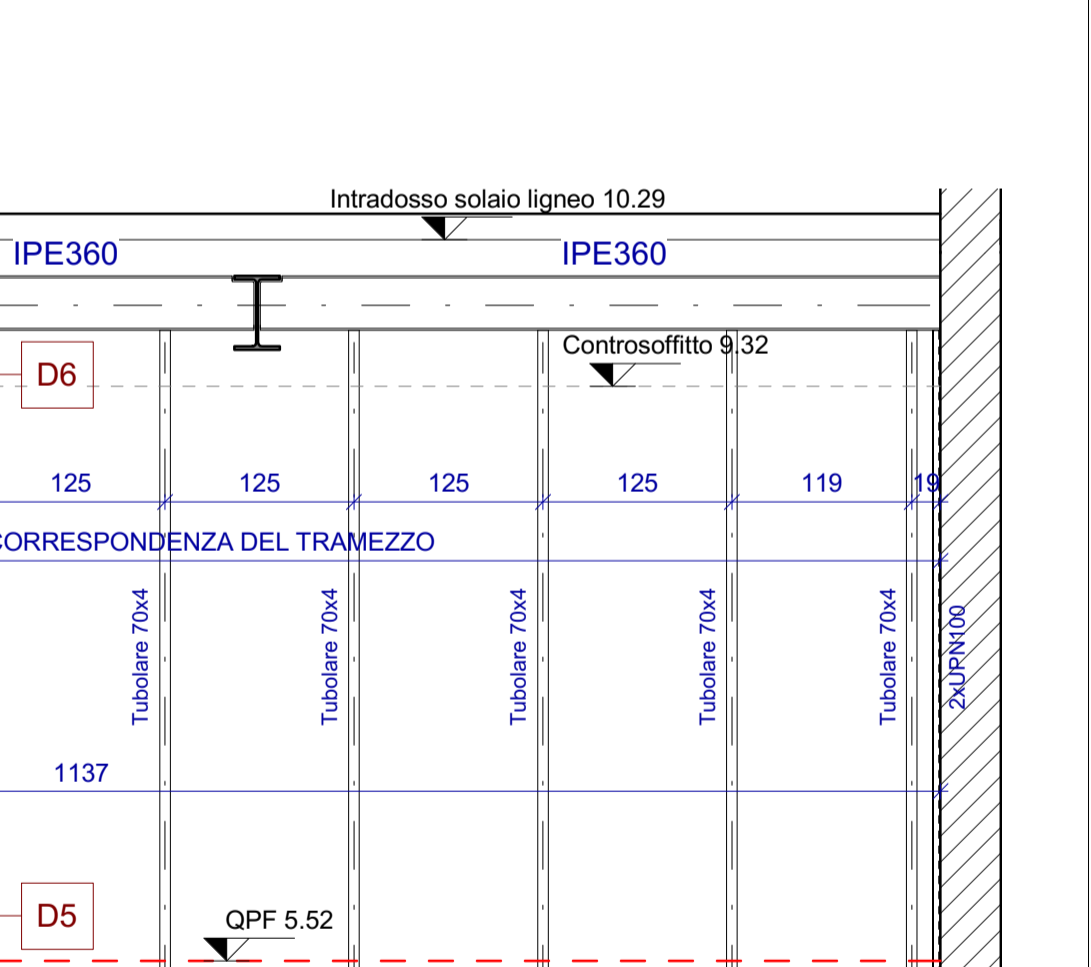 Intradosso solaio ligneo 10.29
IPE360
IPE360
Controsoffitto 9.32
D6
125
125
125
125
119
19
CORRESPONDENZA DEL TRAMEZZO
Tubolare 70x4
Tubolare 70x4
Tubolare 70x4
Tubolare 70x4
Tubolare 70x4
2xUPN100
1137
D5
QPF 5.52